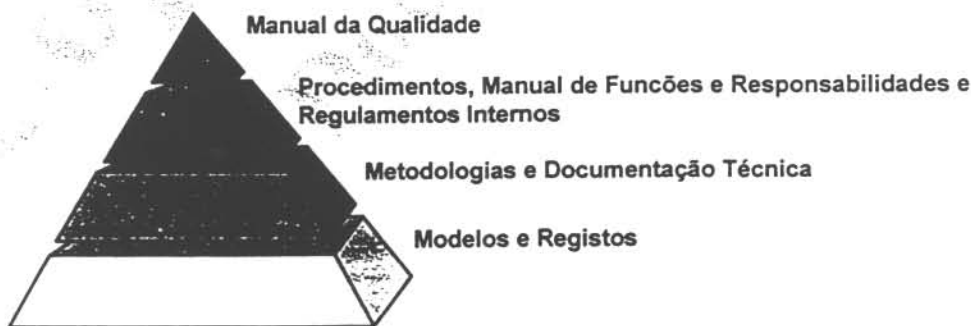 Manual da Qualidade
Procedimentos, Manual de Funcões e Responsabilidades e
Regulamentos Internos
Metodologias e Documentação Técnica
Modelos e Registos